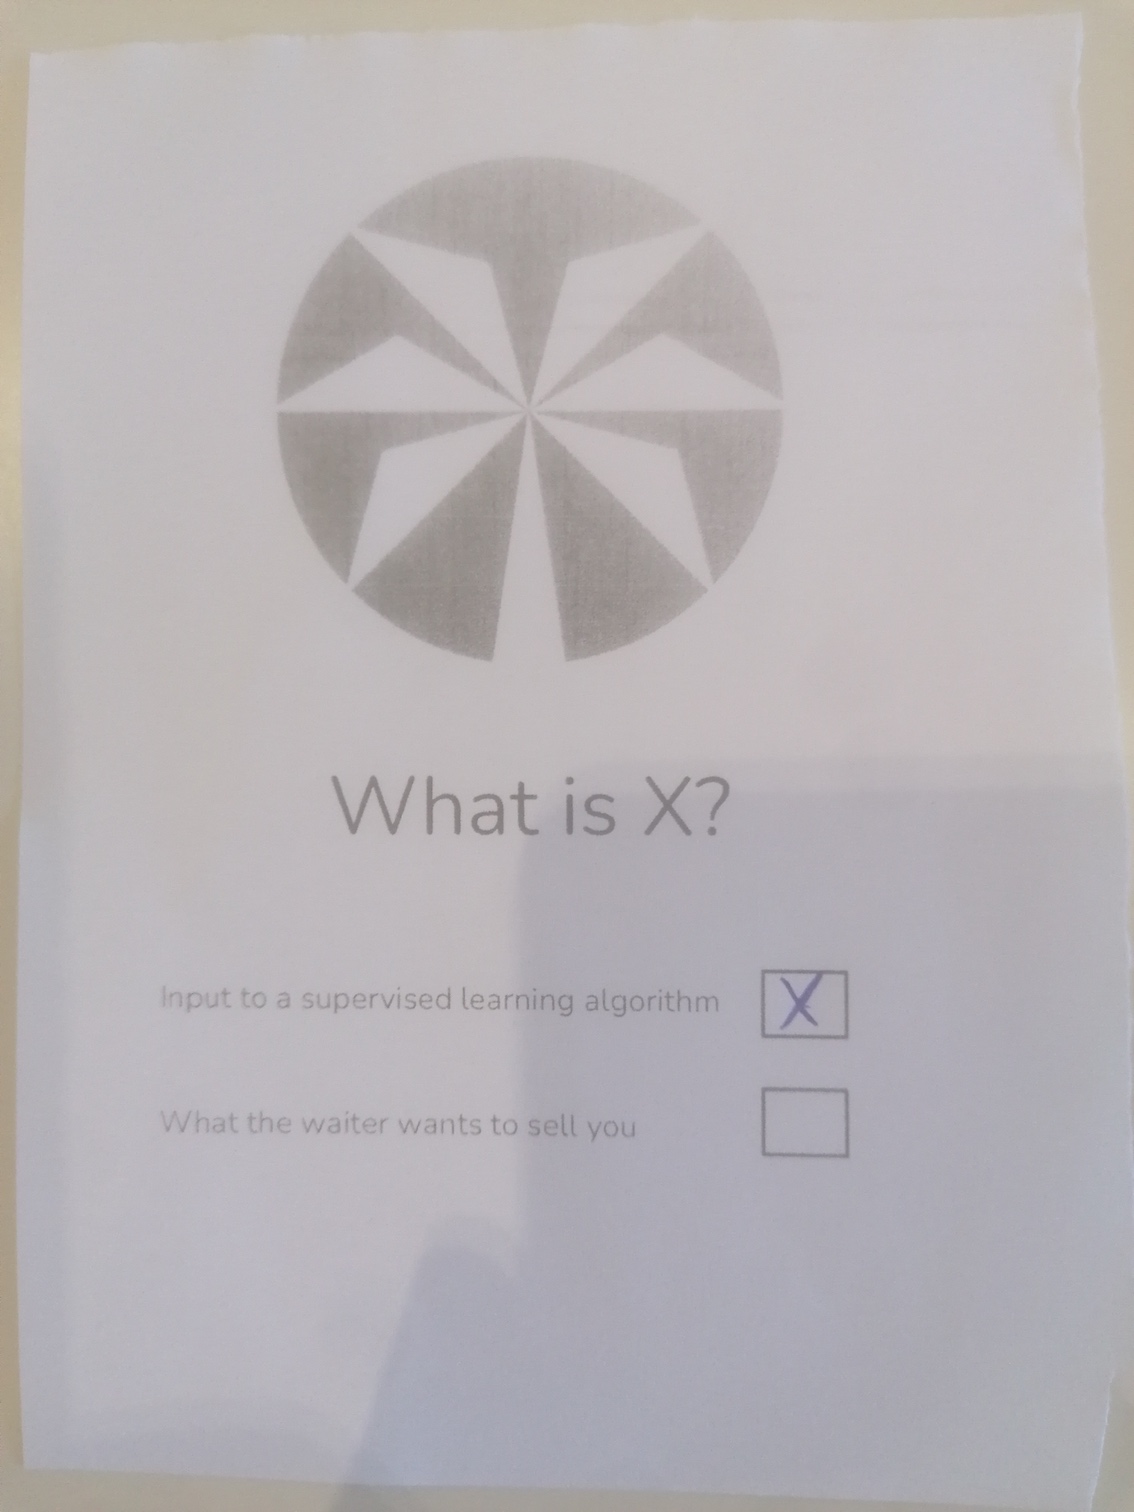 What is X?
Input to a supervised learning algorithm X
What the waiter wants to sell you